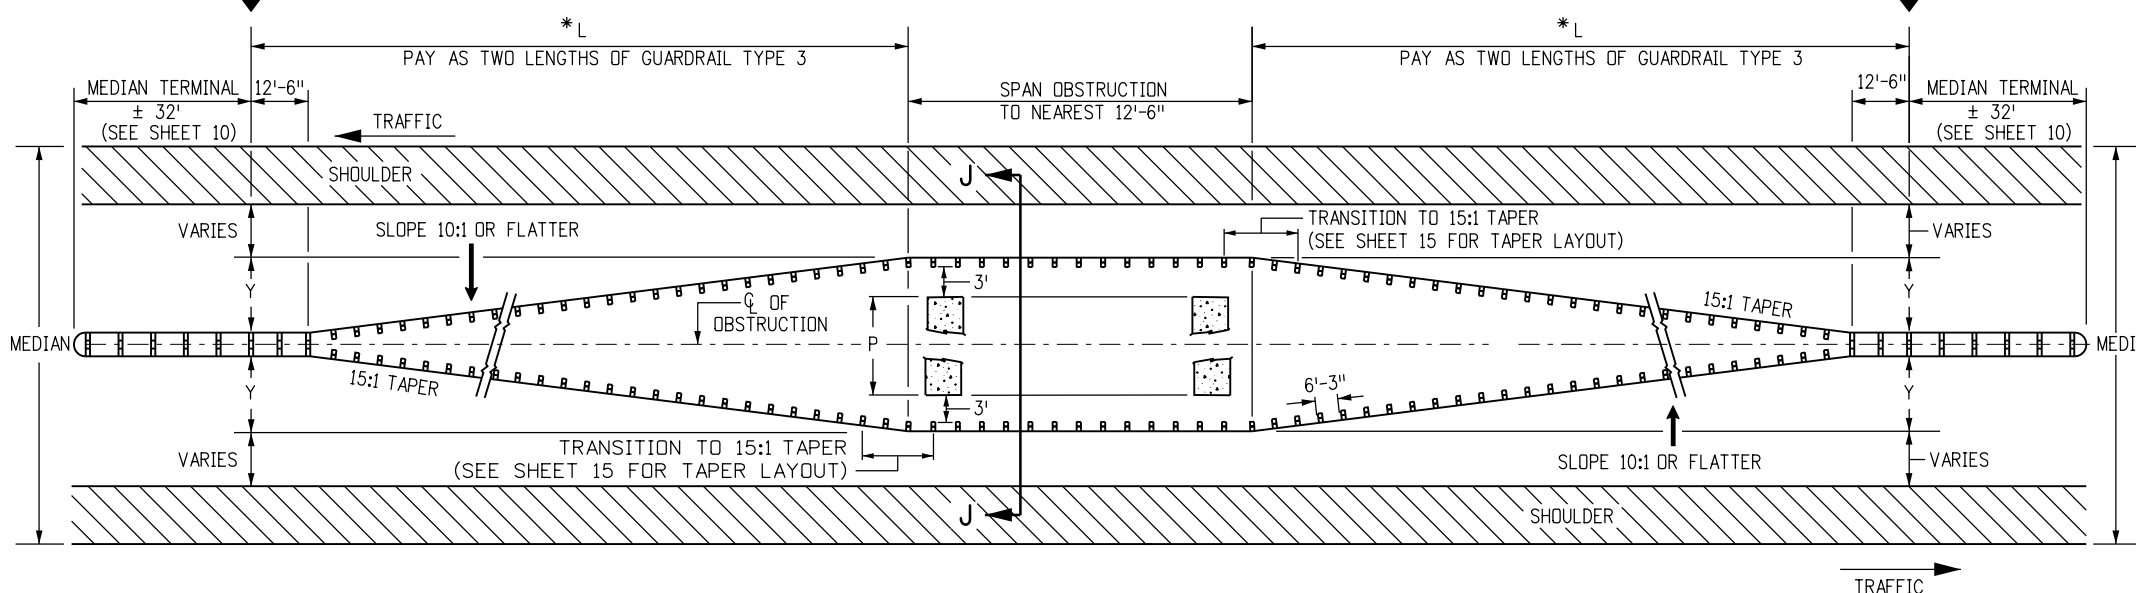 *L
PAY AS TWO LENGTHS OF GUARDRAIL TYPE 3
*L
PAY AS TWO LENGTHS OF GUARDRAIL TYPE 3
MEDIAN TERMINAL
± 32'
(SEE SHEET 10)
12'-6"
SPAN OBSTRUCTION
TO NEAREST 12'-6"
12'-6"
MEDIAN TERMINAL
± 32'
(SEE SHEET 10)
TRAFFIC
SHOULDER
J
VARIES
SLOPE 10:1 OR FLATTER
TRANSITION TO 15:1 TAPER
(SEE SHEET 15 FOR TAPER LAYOUT)
VARIES
Y
3'
℄ OF
OBSTRUCTION
15:1 TAPER
Y
MEDIAN
P
MEDI
15:1 TAPER
Y
3'
6'-3"
Y
TRANSITION TO 15:1 TAPER
(SEE SHEET 15 FOR TAPER LAYOUT)
VARIES
SLOPE 10:1 OR FLATTER
VARIES
J
SHOULDER
TRAFFIC